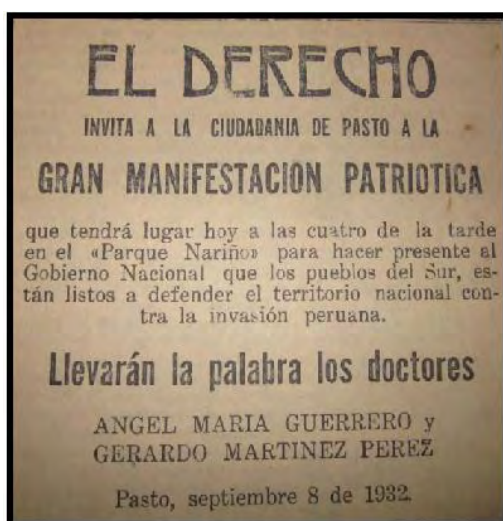 EL DERECHO
INVITA A LA CIUDADANIA DE PASTO A LA
GRAN MANIFESTACION PATRIOTICA
que tendrá lugar hoy a las cuatro de la tarde
en el «Parque Nariño» para hacer presente al
Gobierno Nacional que los pueblos del Sur, es-
tán listos a defender el territorio nacional con-
tra la invasión peruana.
Llevarán la palabra los doctores
ANGEL MARIA GUERRERO y
GERARDO MARTINEZ PEREZ
Pasto, septiembre 8 de 1932.